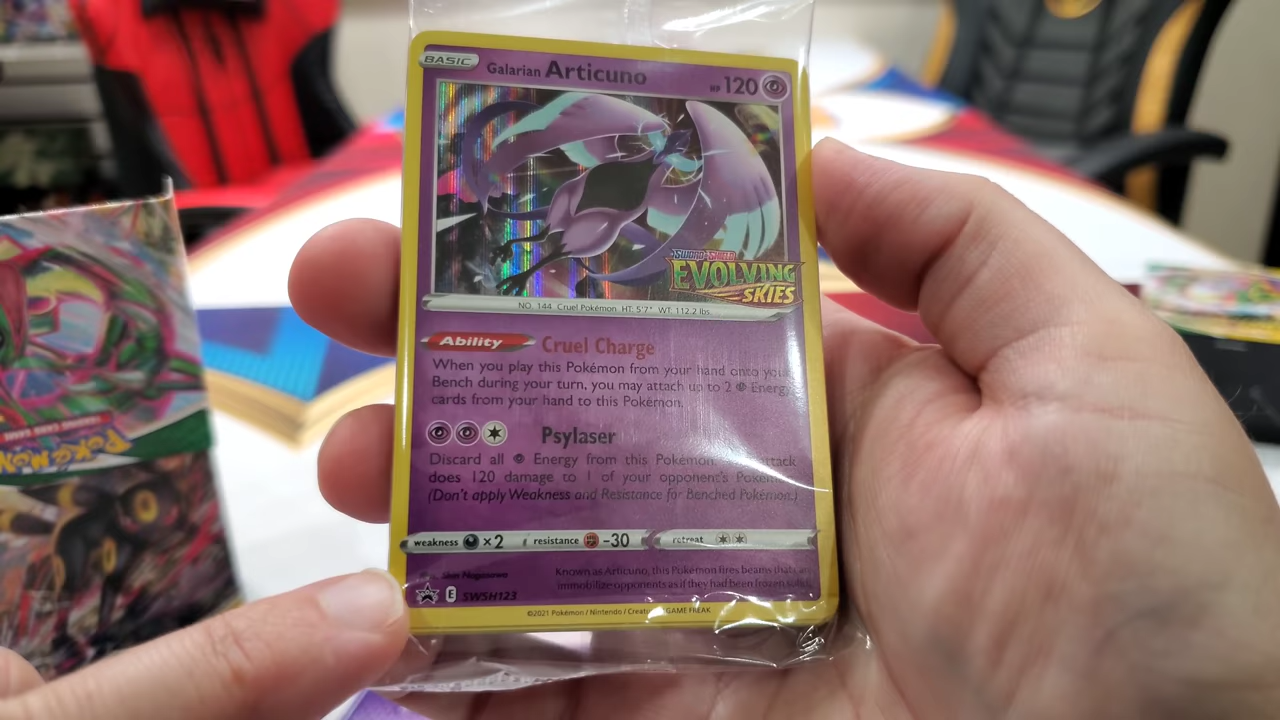 BASIC
Galarian Articuno
HP 120
SWORD & SHIELD
EVOLVING
SKIES
NO. 144 Cruel Pokémon HT: 5'7" WT: 112.2 lbs
Ability Cruel Charge
When you play this Pokémon from your hand onto your
Bench during your turn, you may attach up to 2 Energy
cards from your hand to this Pokémon.
Psylaser
Discard all Energy from this Pokémon. attack
does 120 damage to 1 of your opponent's Pokémon.
(Don't apply Weakness and Resistance for Benched Pokémon.)
weakness ×2 resistance -30 retreat
Shin Nagasawa
Known as Articuno, this Pokémon fires beams that can
immobilize opponents as if they had been frozen solid.
E SWSH123
©2021 Pokémon / Nintendo / Creatures / GAME FREAK
POKÉMON